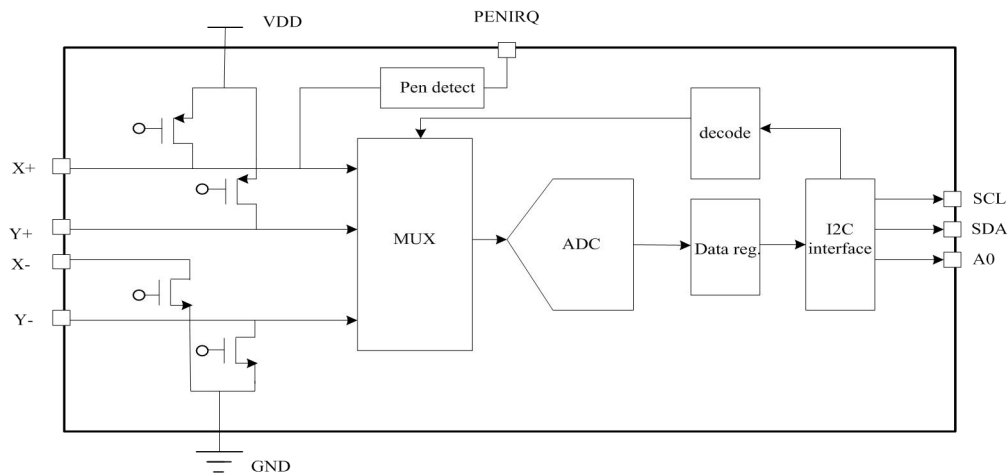 PENIRQ
VDD
Pen detect
decode
X+
Y+
X-
Y-
MUX
ADC
Data reg.
I2C
interface
SCL
SDA
A0
GND